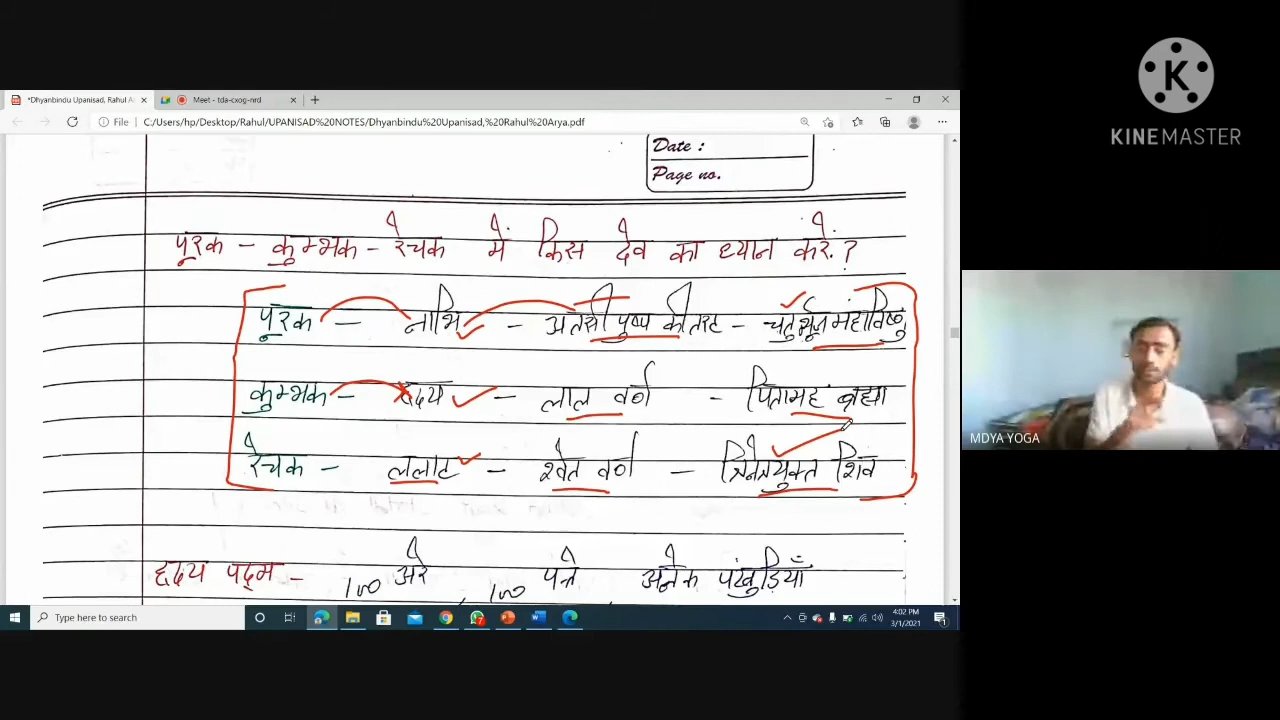 K
KINEMASTER
*Dhyanbindu Upanisad, Rahul Ar
Meet - tda-cxog-nrd
File
C:/Users/hp/Desktop/Rahul/UPANISAD%20NOTES/Dhyanbindu%20Upanisad,%20Rahul%20Arya.pdf
Date :
Page no.
पूरक - कुम्भक - रेचक में किस देव का ध्यान करें. ?
पूरक - नाभि - अतसी पुष्प की तरह - चतुर्भुज महाविष्णु
कुम्भक - हृदय - लाल वर्ण - पितामह ब्रह्मा
रेचक - ललाट - श्वेत वर्ण - त्रिनेत्रयुक्त शिव
हृदय पद्म - 100 अरे, 100 पत्रे अनेक पंखुडियाँ
MDYA YOGA
Type here to search
4:02 PM
3/1/2021